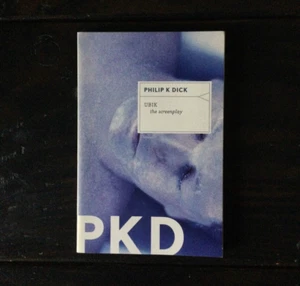 PHILIP K DICK
UBIK
the screenplay
PKD